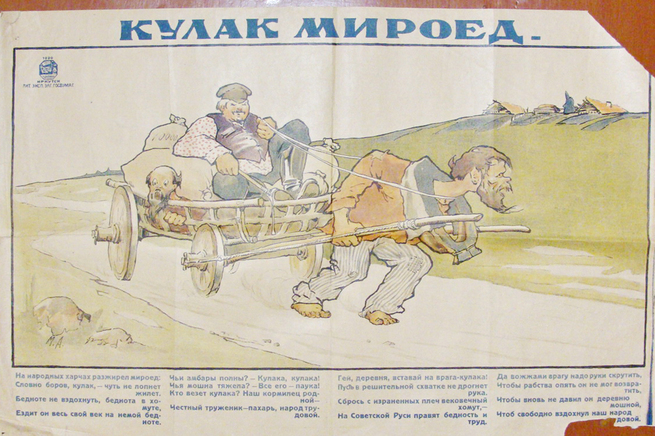 КУЛАК МИРОЕД.
На народных харчах разжирел мироед:
Словно боров, кулак, – чуть не лопнет
жилет.
Бедноте не вздохнуть, беднота в хо-
муте,
Ездит он весь свой век на немой бед-
ноте.
Чьи амбары полны? – Кулака, кулака!
Чья мошна тяжела? – Все его – паука!
Кто везет кулака? Наш кормилец род-
ной –
Честный труженик – пахарь, народ тру-
довой.
Гей, деревня, вставай на врага-кулака!
Пусть в решительной схватке не дрогнет
рука.
Сбрось с израненных плеч вековечный
хомут, –
На Советской Руси правят бедность и
труд.
Да вожжами врагу надо руки скрутить,
Чтобы рабства опять он не мог возвра-
тить,
Чтобы вновь не давил он деревню
мошной,
Чтоб свободно вздохнул наш народ